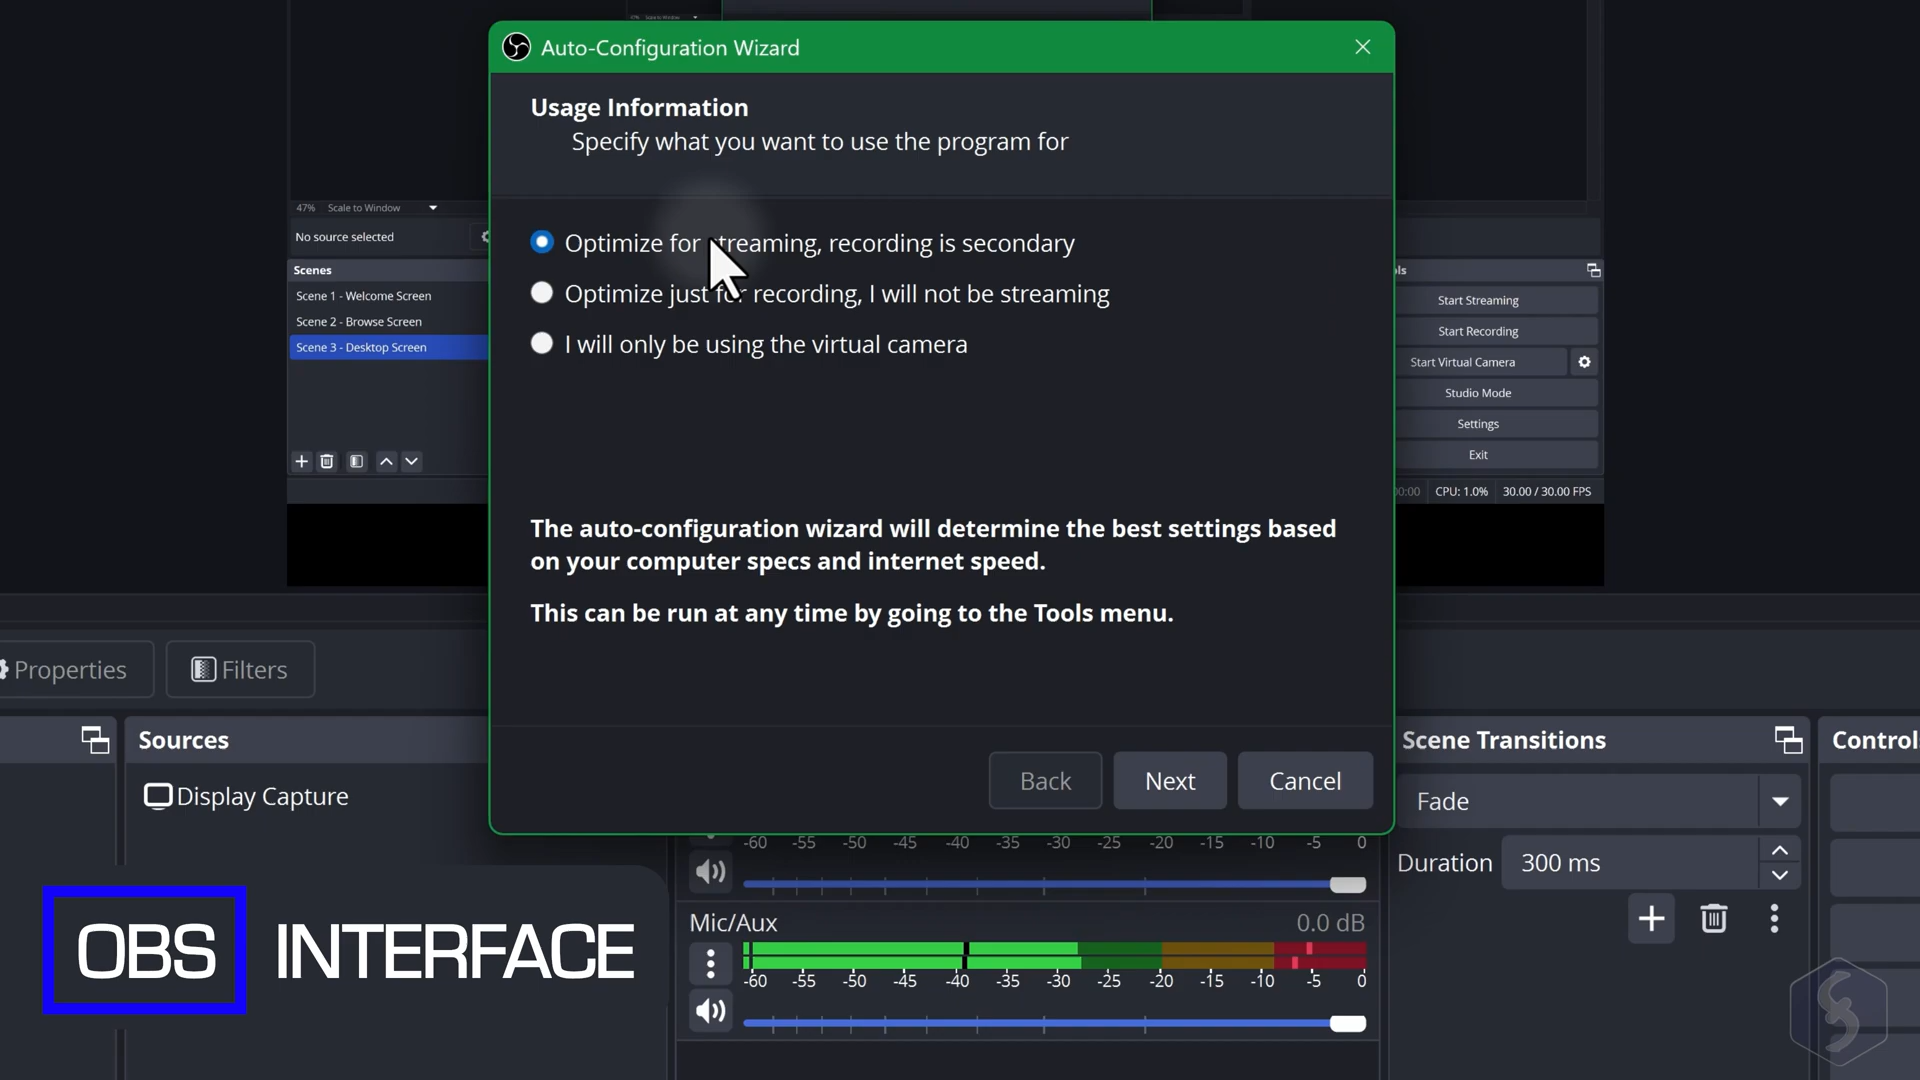 47% Scale to Window
Auto-Configuration Wizard
Usage Information
Specify what you want to use the program for
Optimize for streaming, recording is secondary
Optimize just for recording, I will not be streaming
I will only be using the virtual camera
The auto-configuration wizard will determine the best settings based
on your computer specs and internet speed.
This can be run at any time by going to the Tools menu.
Back
Next
Cancel
47% Scale to Window
No source selected
Scenes
Scene 1 - Welcome Screen
Scene 2 - Browse Screen
Scene 3 - Desktop Screen
ls
Start Streaming
Start Recording
Start Virtual Camera
Studio Mode
Settings
Exit
00:00 CPU: 1.0% 30.00 / 30.00 FPS
Properties
Filters
Sources
Display Capture
-60 -55 -50 -45 -40 -35 -30 -25 -20 -15 -10 -5 0
Mic/Aux 0.0 dB
-60 -55 -50 -45 -40 -35 -30 -25 -20 -15 -10 -5 0
Scene Transitions
Fade
Duration 300 ms
Control
OBS INTERFACE